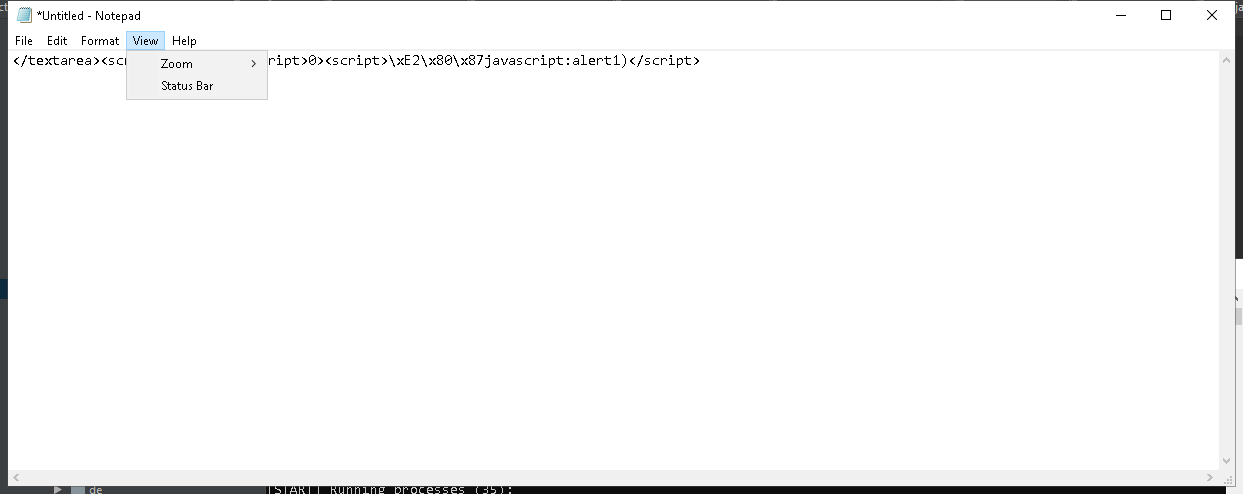 *Untitled - Notepad
File Edit Format View Help
</textarea><scr ript>0><script>\xE2\x80\x87javascript:alert1)</script>
Zoom
Status Bar
de
[START] Running processes (35):